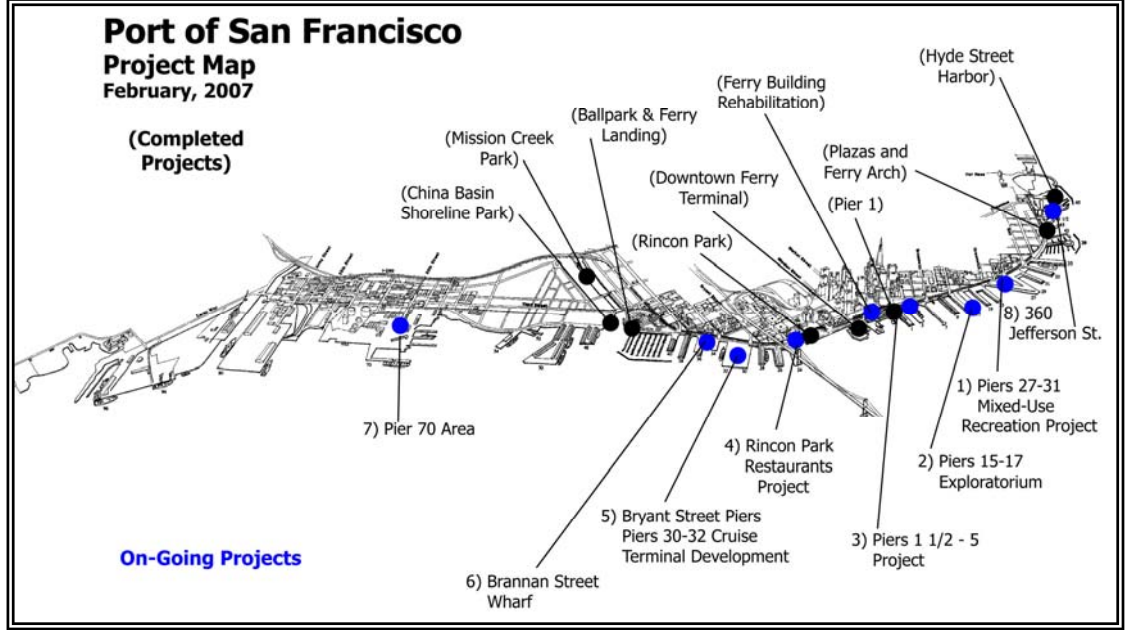 Port of San Francisco
Project Map
February, 2007
(Completed
Projects)
(Hyde Street
Harbor)
(Ferry Building
Rehabilitation)
(Ballpark & Ferry
Landing)
(Mission Creek
Park)
(Plazas and
Ferry Arch)
(Downtown Ferry
Terminal)
(China Basin
Shoreline Park)
(Pier 1)
(Rincon Park)
8) 360
Jefferson St.
1) Piers 27-31
Mixed-Use
Recreation Project
7) Pier 70 Area
4) Rincon Park
Restaurants
Project
2) Piers 15-17
Exploratorium
5) Bryant Street Piers
Piers 30-32 Cruise
Terminal Development
3) Piers 1 1/2 - 5
Project
On-Going Projects
6) Brannan Street
Wharf